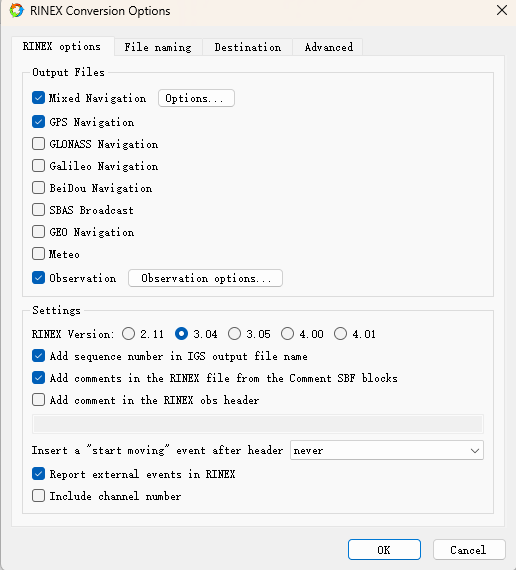 RINEX Conversion Options
RINEX options File naming Destination Advanced
Output Files
Mixed Navigation Options...
GPS Navigation
GLONASS Navigation
Galileo Navigation
BeiDou Navigation
SBAS Broadcast
GEO Navigation
Meteo
Observation Observation options...
Settings
RINEX Version: 2.11 3.04 3.05 4.00 4.01
Add sequence number in IGS output file name
Add comments in the RINEX file from the Comment SBF blocks
Add comment in the RINEX obs header
Insert a "start moving" event after header never
Report external events in RINEX
Include channel number
OK Cancel